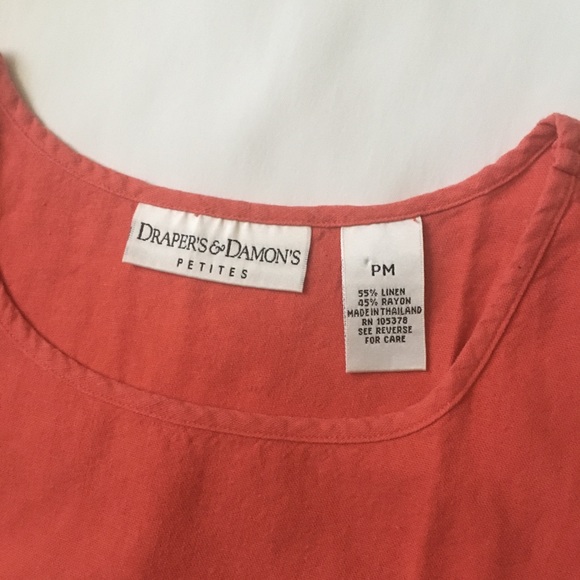 DRAPER'S & DAMON'S
PETITES
PM
55% LINEN
45% RAYON
MADE IN THAILAND
RN 105378
SEE REVERSE
FOR CARE